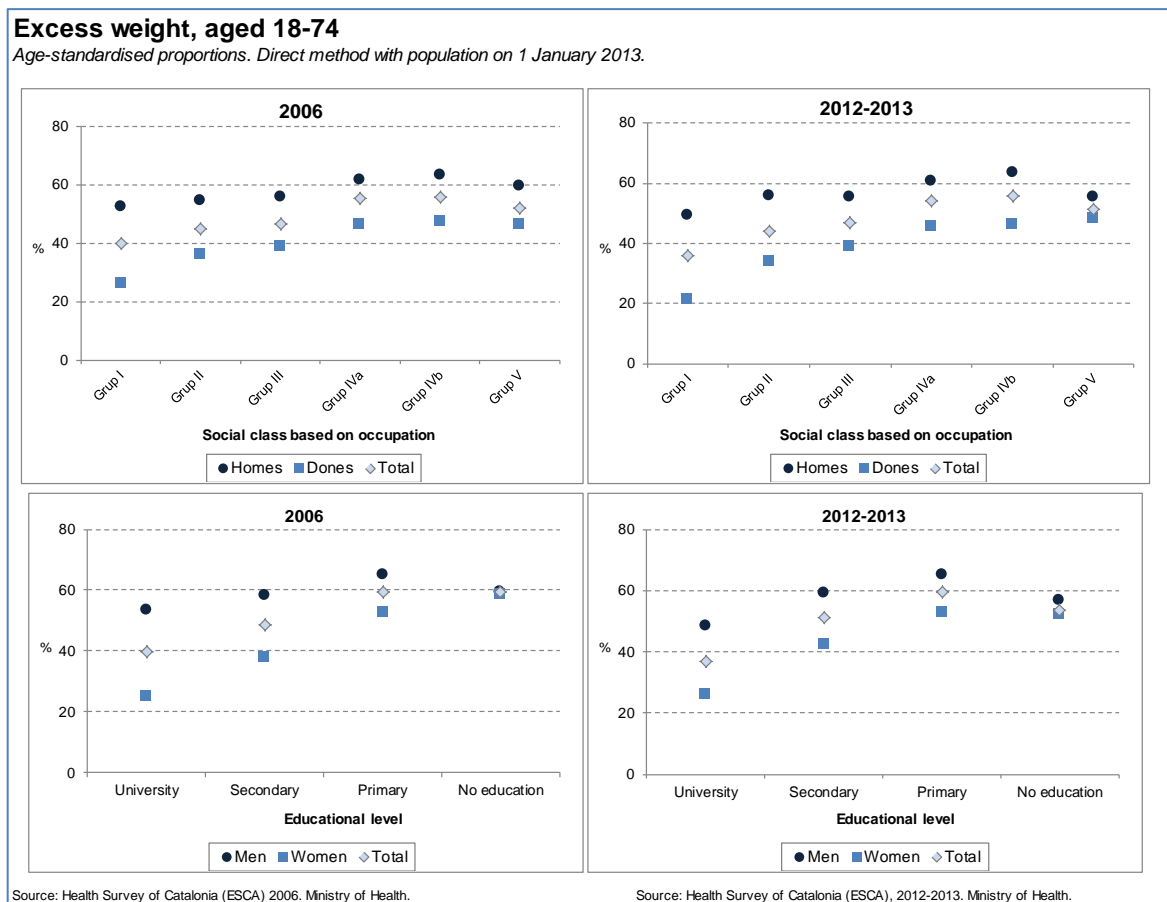 Excess weight, aged 18-74
Age-standardised proportions. Direct method with population on 1 January 2013.
2006
80
60
40
20
0
%
Grup I
Grup II
Grup III
Grup IVa
Grup IVb
Grup V
Social class based on occupation
Homes Dones Total
2012-2013
80
60
40
20
0
%
Grup I
Grup II
Grup III
Grup IVa
Grup IVb
Grup V
Social class based on occupation
Homes Dones Total
2006
80
60
40
20
0
%
University Secondary Primary No education
Educational level
Men Women Total
2012-2013
80
60
40
20
0
%
University Secondary Primary No education
Educational level
Men Women Total
Source: Health Survey of Catalonia (ESCA) 2006. Ministry of Health.
Source: Health Survey of Catalonia (ESCA), 2012-2013. Ministry of Health.